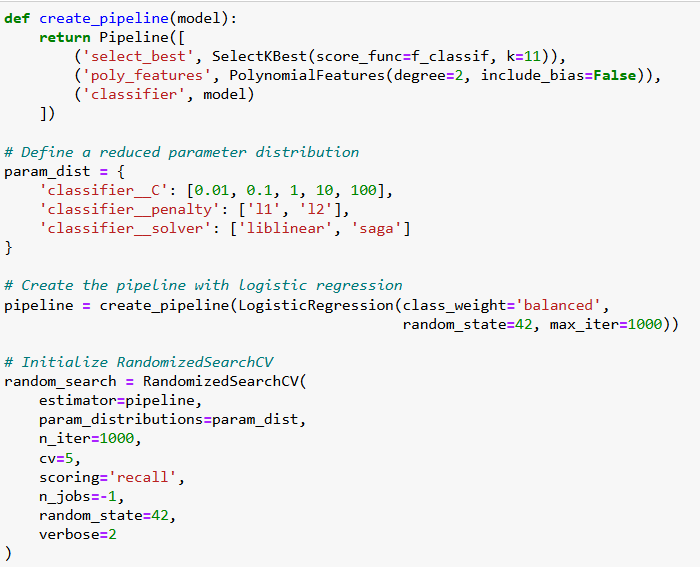 def create_pipeline(model):
    return Pipeline([
        ('select_best', SelectKBest(score_func=f_classif, k=11)),
        ('poly_features', PolynomialFeatures(degree=2, include_bias=False)),
        ('classifier', model)
    ])
# Define a reduced parameter distribution
param_dist = {
    'classifier__C': [0.01, 0.1, 1, 10, 100],
    'classifier__penalty': ['l1', 'l2'],
    'classifier__solver': ['liblinear', 'saga']
}
# Create the pipeline with logistic regression
pipeline = create_pipeline(LogisticRegression(class_weight='balanced',
                                              random_state=42, max_iter=1000))
# Initialize RandomizedSearchCV
random_search = RandomizedSearchCV(
    estimator=pipeline,
    param_distributions=param_dist,
    n_iter=1000,
    cv=5,
    scoring='recall',
    n_jobs=-1,
    random_state=42,
    verbose=2
)